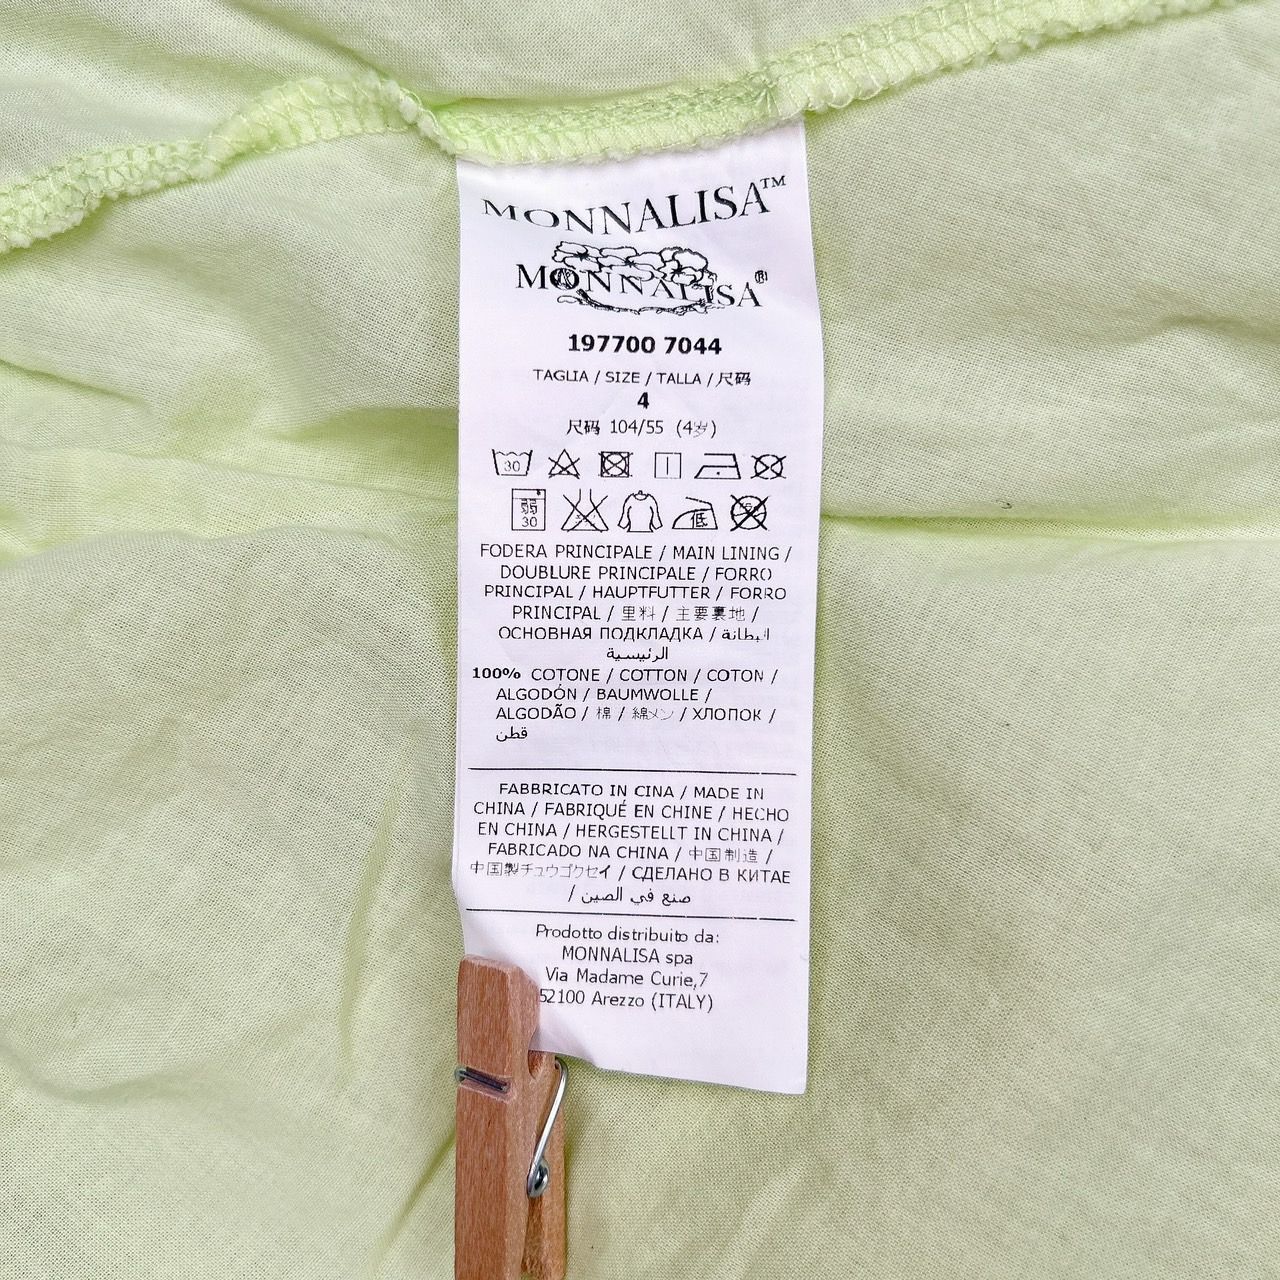 MONNALISA™
MONNALISA®
197700 7044
TAGLIA / SIZE / TALLA / 尺码
4
尺码 104/55 (4岁)
30
弱
30
低
FODERA PRINCIPALE / MAIN LINING /
DOUBLURE PRINCIPALE / FORRO
PRINCIPAL / HAUPTFUTTER / FORRO
PRINCIPAL / 里料 / 主要裏地 /
ОСНОВНАЯ ПОДКЛАДКА / البطانة
الرئيسية
100% COTONE / COTTON / COTON /
ALGODÓN / BAUMWOLLE /
ALGODÃO / 棉 / 綿メン / ХЛОПОК /
قطن
FABBRICATO IN CINA / MADE IN
CHINA / FABRIQUÉ EN CHINE / HECHO
EN CHINA / HERGESTELLT IN CHINA /
FABRICADO NA CHINA / 中国制造 /
中国製チュウゴクセイ / СДЕЛАНО В КИТАЕ
/ صنع في الصين
Prodotto distribuito da:
MONNALISA spa
Via Madame Curie,7
52100 Arezzo (ITALY)